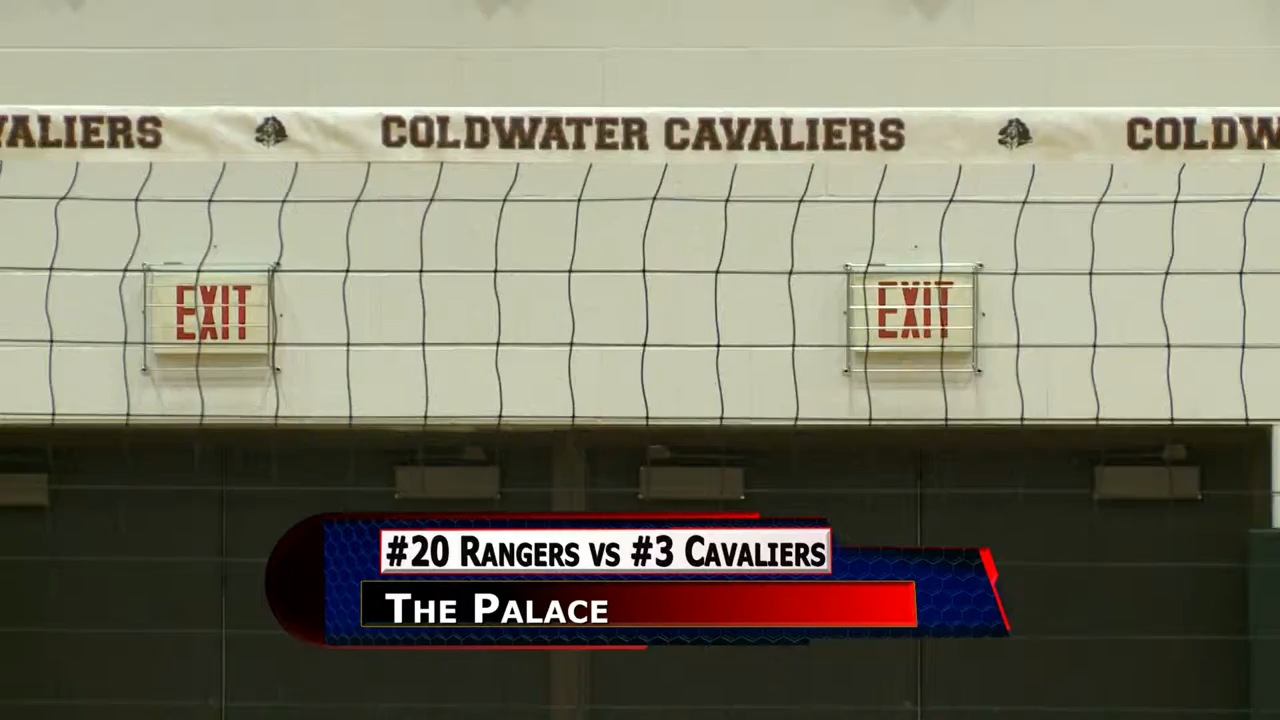 VALIERS COLDWATER CAVALIERS COLDW
EXIT EXIT
#20 RANGERS VS #3 CAVALIERS
THE PALACE